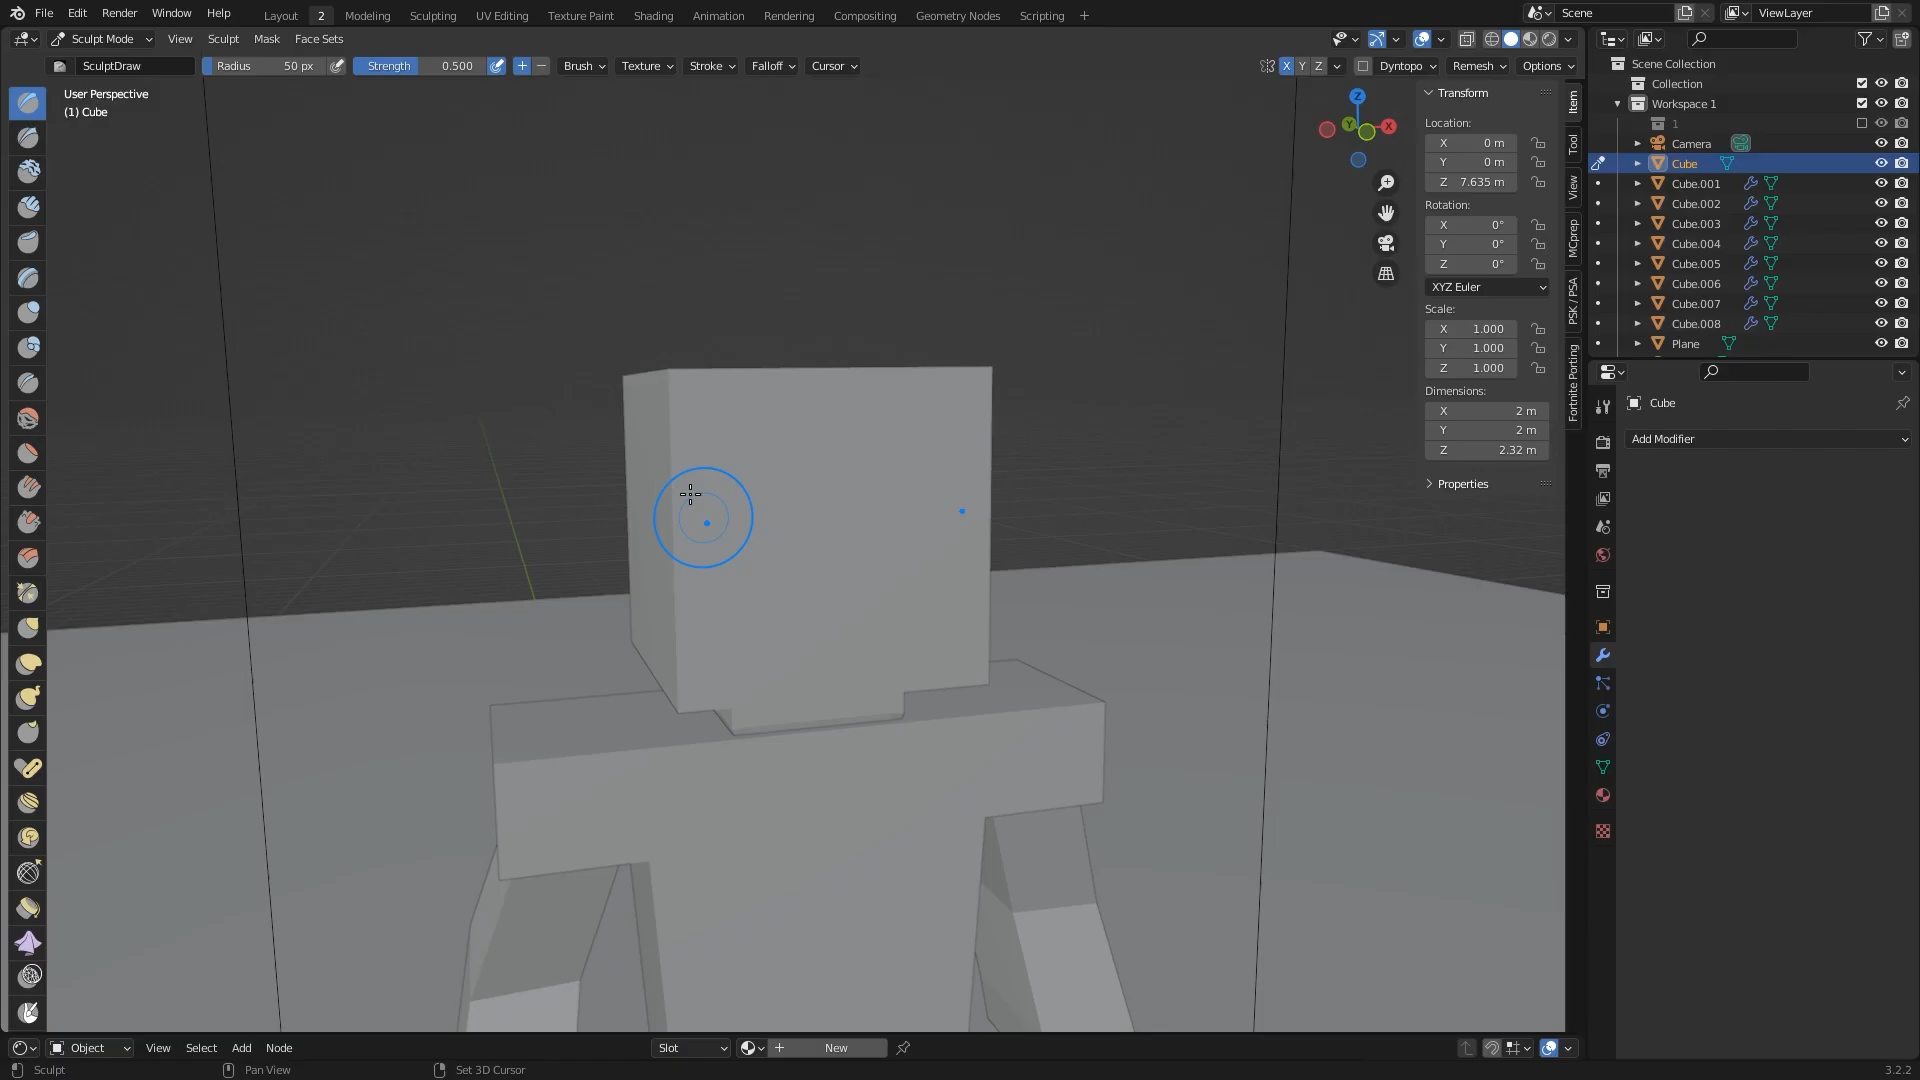 File Edit Render Window Help Layout 2 Modeling Sculpting UV Editing Texture Paint Shading Animation Rendering Compositing Geometry Nodes Scripting + Scene ViewLayer
Sculpt Mode View Sculpt Mask Face Sets
SculptDraw Radius 50 px Strength 0.500 + − Brush Texture Stroke Falloff Cursor X Y Z Dyntopo Remesh Options
User Perspective
(1) Cube
Z
Y
X
Transform
Location:
X 0 m
Y 0 m
Z 7.635 m
Rotation:
X 0°
Y 0°
Z 0°
XYZ Euler
Scale:
X 1.000
Y 1.000
Z 1.000
Dimensions:
X 2 m
Y 2 m
Z 2.32 m
Properties
Item
Tool
View
MCprep
PSK / PSA
Fortnite Porting
Scene Collection
Collection
Workspace 1
1
Camera
Cube
Cube.001
Cube.002
Cube.003
Cube.004
Cube.005
Cube.006
Cube.007
Cube.008
Plane
Cube
Add Modifier
Object View Select Add Node Slot + New
Sculpt Pan View Set 3D Cursor 3.2.2